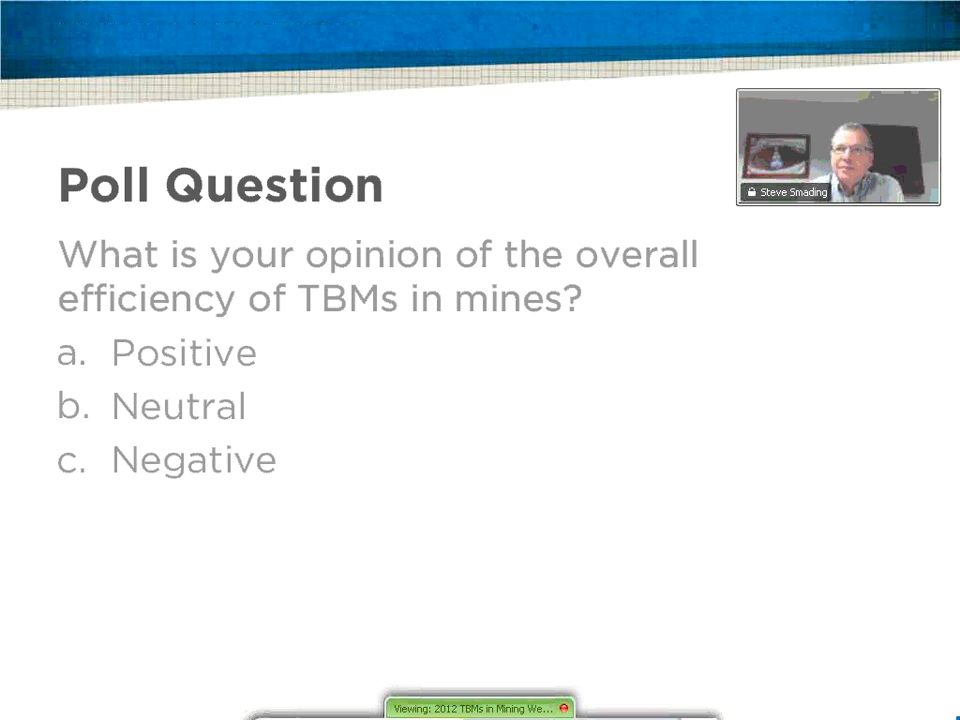 Poll Question
Steve Smading
What is your opinion of the overall
efficiency of TBMs in mines?
a. Positive
b. Neutral
c. Negative
Viewing: 2012 TBMs in Mining We...